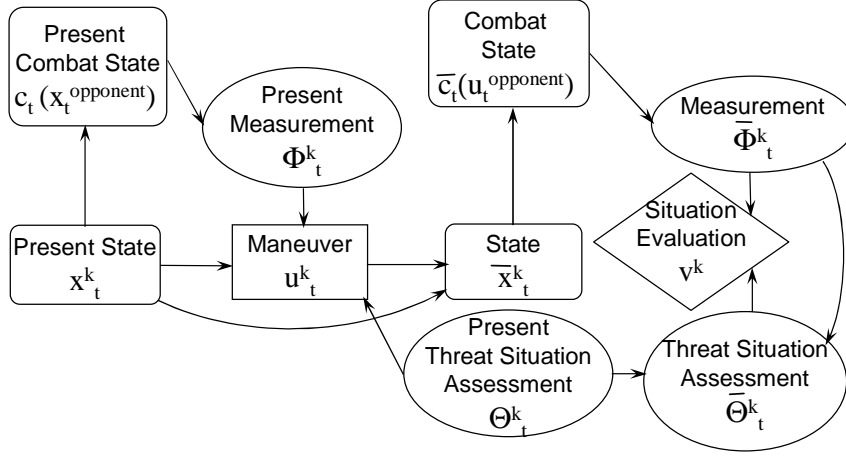 Present
Combat State
c_t (x_t^opponent)
Present
Measurement
Φ^k_t
Combat
State
c̅_t(u_t^opponent)
Measurement
Φ̅^k_t
Present State
x^k_t
Maneuver
u^k_t
State
x̅^k_t
Situation
Evaluation
v^k
Present
Threat Situation
Assessment
Θ^k_t
Threat Situation
Assessment
Θ̅^k_t